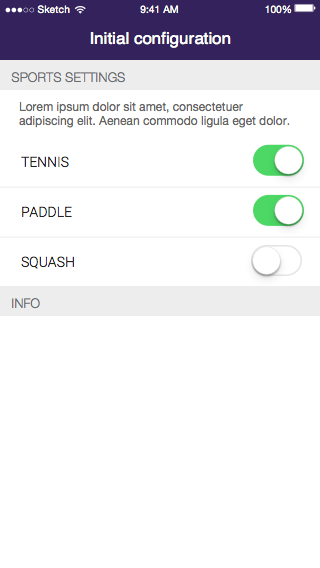 Sketch 9:41 AM 100%
Initial configuration
SPORTS SETTINGS
Lorem ipsum dolor sit amet, consectetuer
adipiscing elit. Aenean commodo ligula eget dolor.
TENNIS
PADDLE
SQUASH
INFO